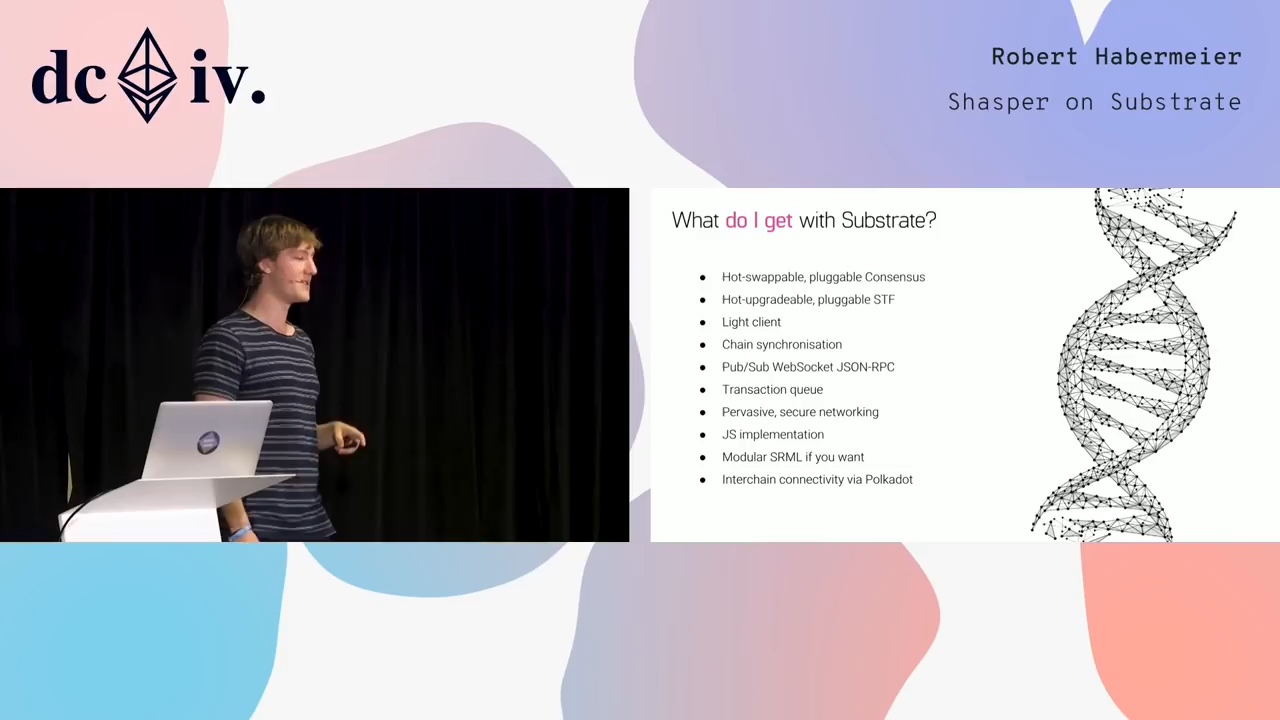 dc iv.
Robert Habermeier
Shasper on Substrate
What do I get with Substrate?
● Hot-swappable, pluggable Consensus
● Hot-upgradeable, pluggable STF
● Light client
● Chain synchronisation
● Pub/Sub WebSocket JSON-RPC
● Transaction queue
● Pervasive, secure networking
● JS implementation
● Modular SRML if you want
● Interchain connectivity via Polkadot